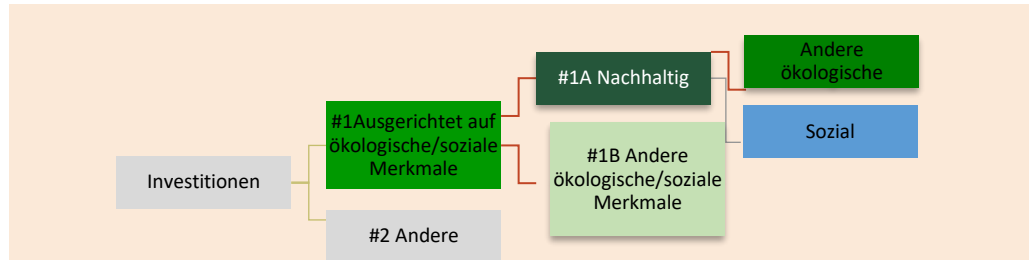 Investitionen
#1Ausgerichtet auf
ökologische/soziale
Merkmale
#2 Andere
#1A Nachhaltig
#1B Andere
ökologische/soziale
Merkmale
Andere
ökologische
Sozial